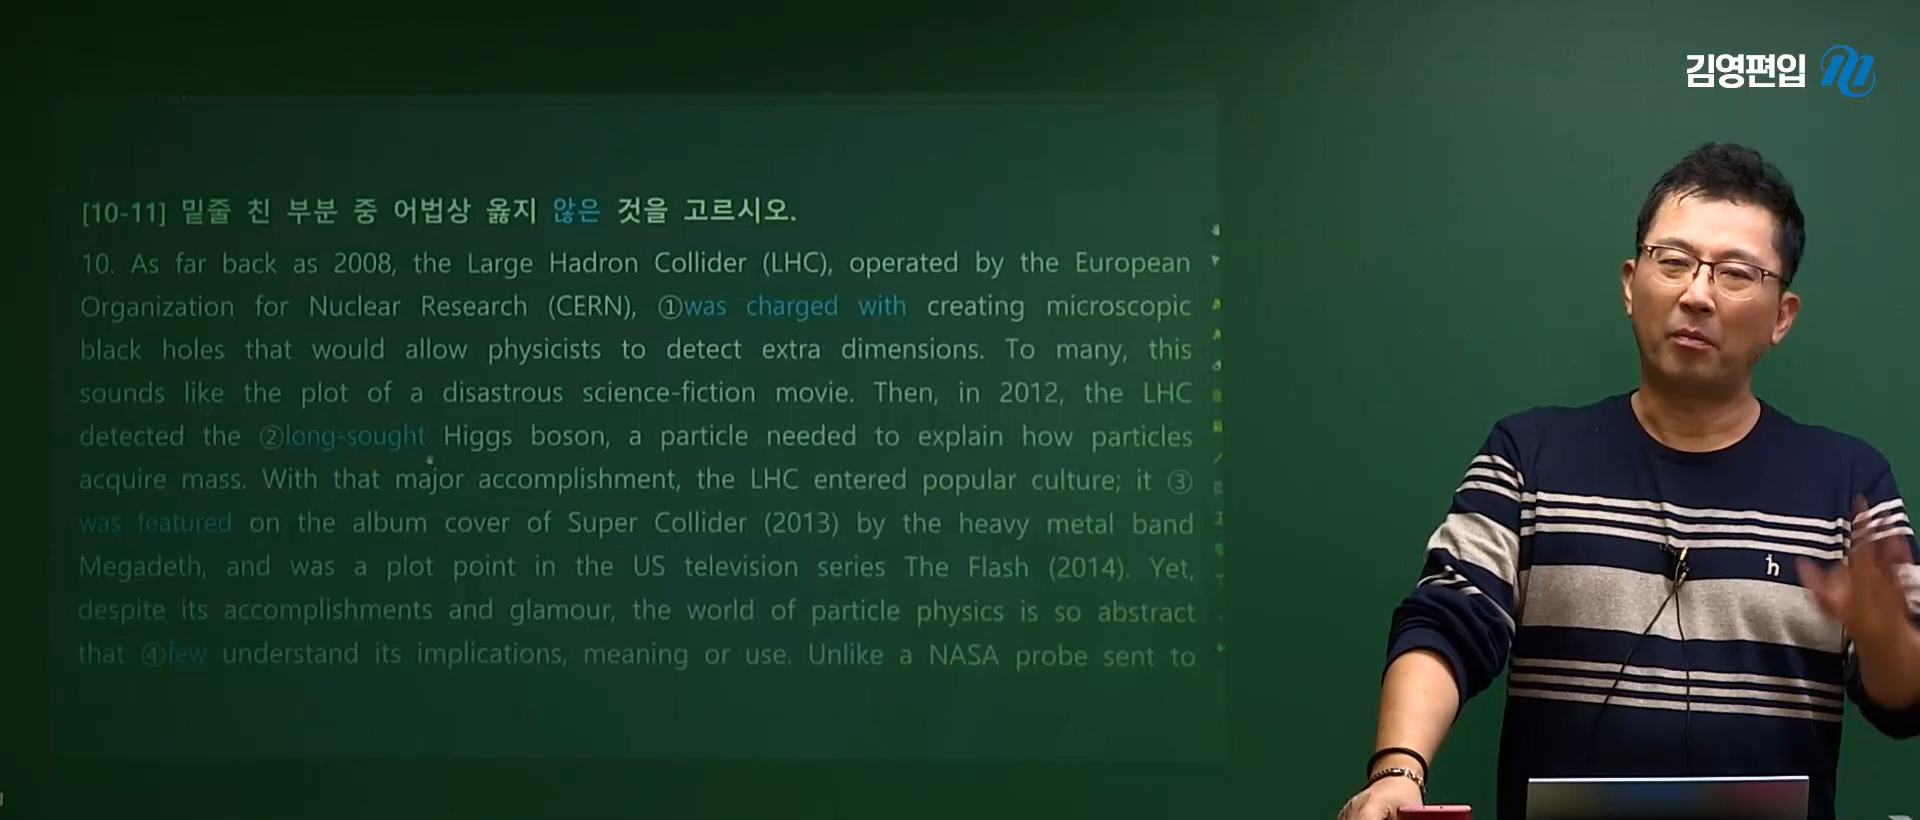 김영편입
[10-11] 밑줄 친 부분 중 어법상 옳지 않은 것을 고르시오.
10. As far back as 2008, the Large Hadron Collider (LHC), operated by the European
Organization for Nuclear Research (CERN), ①was charged with creating microscopic
black holes that would allow physicists to detect extra dimensions. To many, this
sounds like the plot of a disastrous science-fiction movie. Then, in 2012, the LHC
detected the ②long-sought Higgs boson, a particle needed to explain how particles
acquire mass. With that major accomplishment, the LHC entered popular culture; it ③
was featured on the album cover of Super Collider (2013) by the heavy metal band
Megadeth, and was a plot point in the US television series The Flash (2014). Yet,
despite its accomplishments and glamour, the world of particle physics is so abstract
that ④few understand its implications, meaning or use. Unlike a NASA probe sent to
h